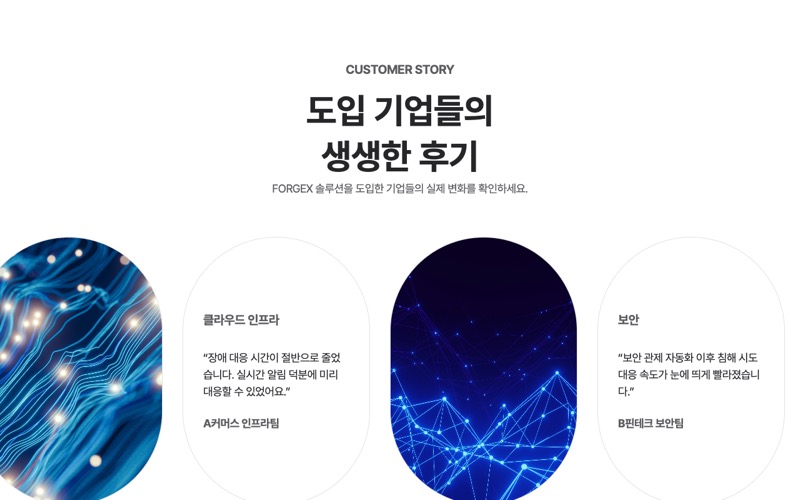 CUSTOMER STORY
도입 기업들의
생생한 후기
FORGEX 솔루션을 도입한 기업들의 실제 변화를 확인하세요.
클라우드 인프라
“장애 대응 시간이 절반으로 줄었
습니다. 실시간 알림 덕분에 미리
대응할 수 있었어요.”
A커머스 인프라팀
보안
“보안 관제 자동화 이후 침해 시도
대응 속도가 눈에 띄게 빨라졌습니
다.”
B핀테크 보안팀